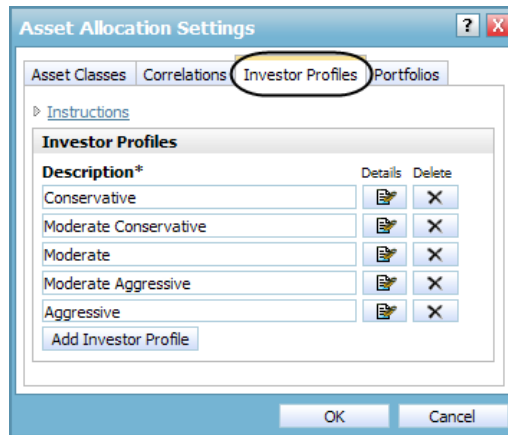 Asset Allocation Settings ? X
Asset Classes Correlations Investor Profiles Portfolios
Instructions
Investor Profiles
Description* Details Delete
Conservative
Moderate Conservative
Moderate
Moderate Aggressive
Aggressive
Add Investor Profile
OK Cancel